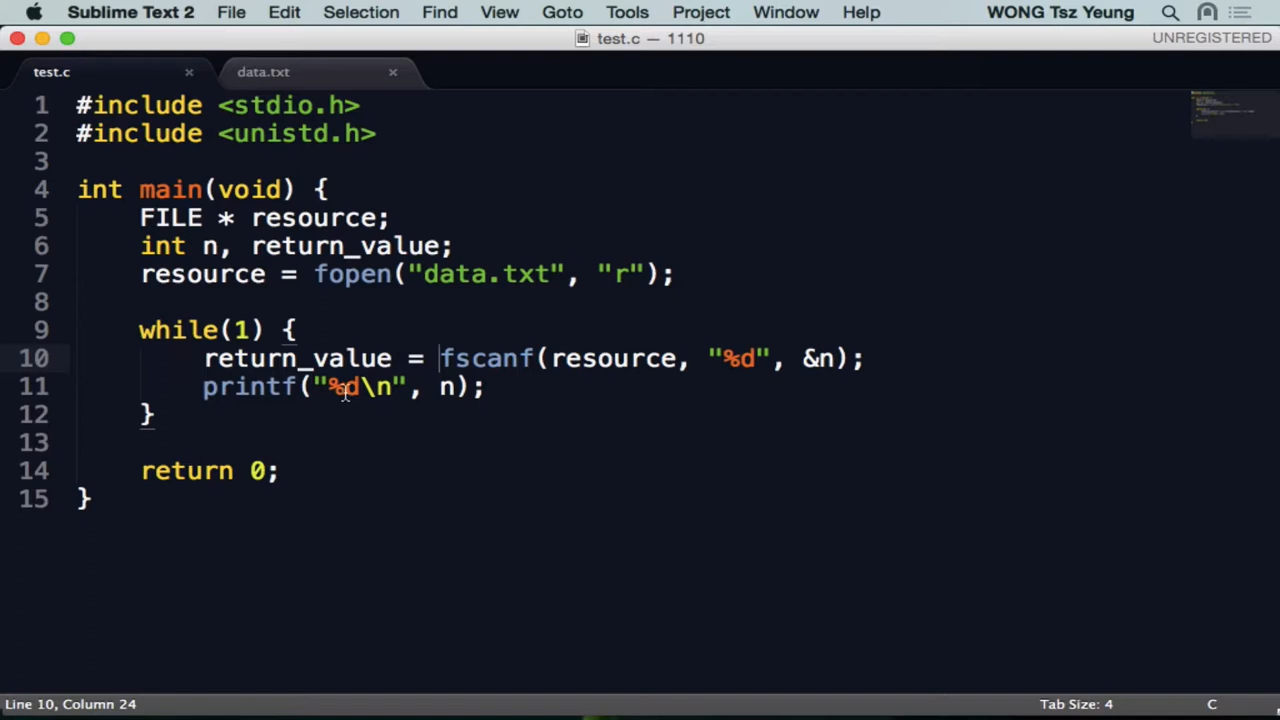 Sublime Text 2 File Edit Selection Find View Goto Tools Project Window Help WONG Tsz Yeung
test.c — 1110 UNREGISTERED
test.c × data.txt ×
1 #include <stdio.h>
2 #include <unistd.h>
3
4 int main(void) {
5 FILE * resource;
6 int n, return_value;
7 resource = fopen("data.txt", "r");
8
9 while(1) {
10 return_value = fscanf(resource, "%d", &n);
11 printf("%d\n", n);
12 }
13
14 return 0;
15 }
Line 10, Column 24 Tab Size: 4 C